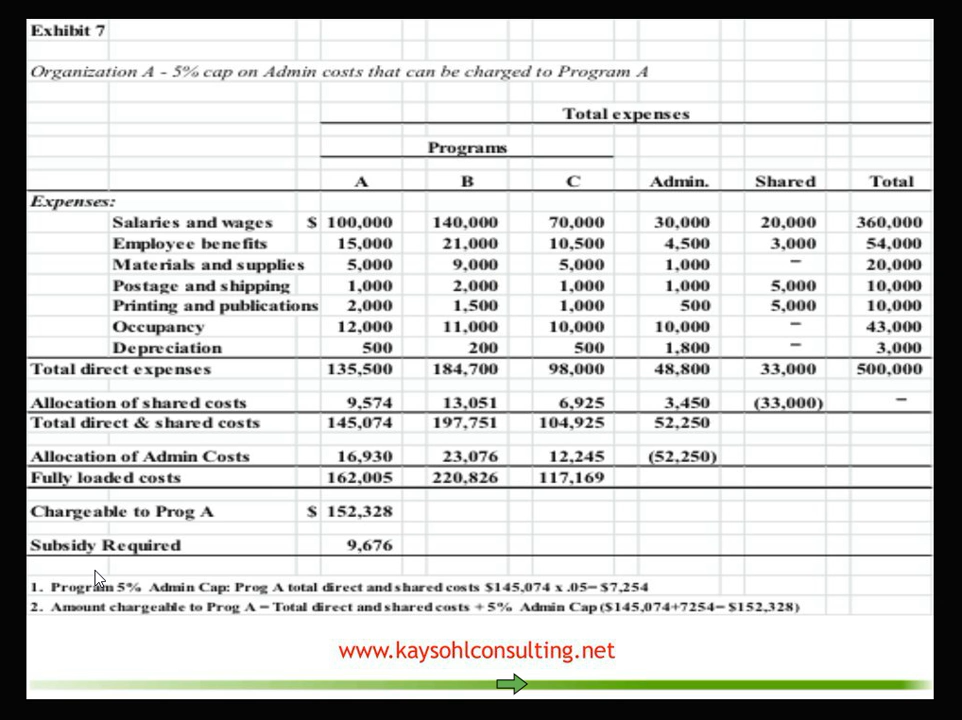 Exhibit 7
Organization A - 5% cap on Admin costs that can be charged to Program A
Total expenses
Programs
A B C Admin. Shared Total
Expenses:
Salaries and wages $ 100,000 140,000 70,000 30,000 20,000 360,000
Employee benefits 15,000 21,000 10,500 4,500 3,000 54,000
Materials and supplies 5,000 9,000 5,000 1,000 – 20,000
Postage and shipping 1,000 2,000 1,000 1,000 5,000 10,000
Printing and publications 2,000 1,500 1,000 500 5,000 10,000
Occupancy 12,000 11,000 10,000 10,000 – 43,000
Depreciation 500 200 500 1,800 – 3,000
Total direct expenses 135,500 184,700 98,000 48,800 33,000 500,000
Allocation of shared costs 9,574 13,051 6,925 3,450 (33,000) –
Total direct & shared costs 145,074 197,751 104,925 52,250
Allocation of Admin Costs 16,930 23,076 12,245 (52,250)
Fully loaded costs 162,005 220,826 117,169
Chargeable to Prog A $ 152,328
Subsidy Required 9,676
1. Program 5% Admin Cap: Prog A total direct and shared costs $145,074 x .05= $7,254
2. Amount chargeable to Prog A = Total direct and shared costs + 5% Admin Cap ($145,074+7254= $152,328)
www.kaysohlconsulting.net